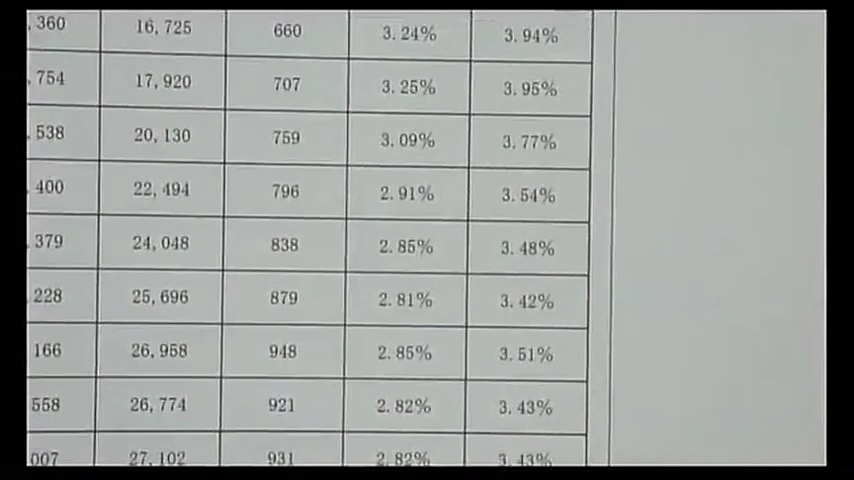 ,360 16,725 660 3.24% 3.94%
,754 17,920 707 3.25% 3.95%
,538 20,130 759 3.09% 3.77%
,400 22,494 796 2.91% 3.54%
,379 24,048 838 2.85% 3.48%
,228 25,696 879 2.81% 3.42%
166 26,958 948 2.85% 3.51%
558 26,774 921 2.82% 3.43%
007 27,102 931 2.82% 3.43%